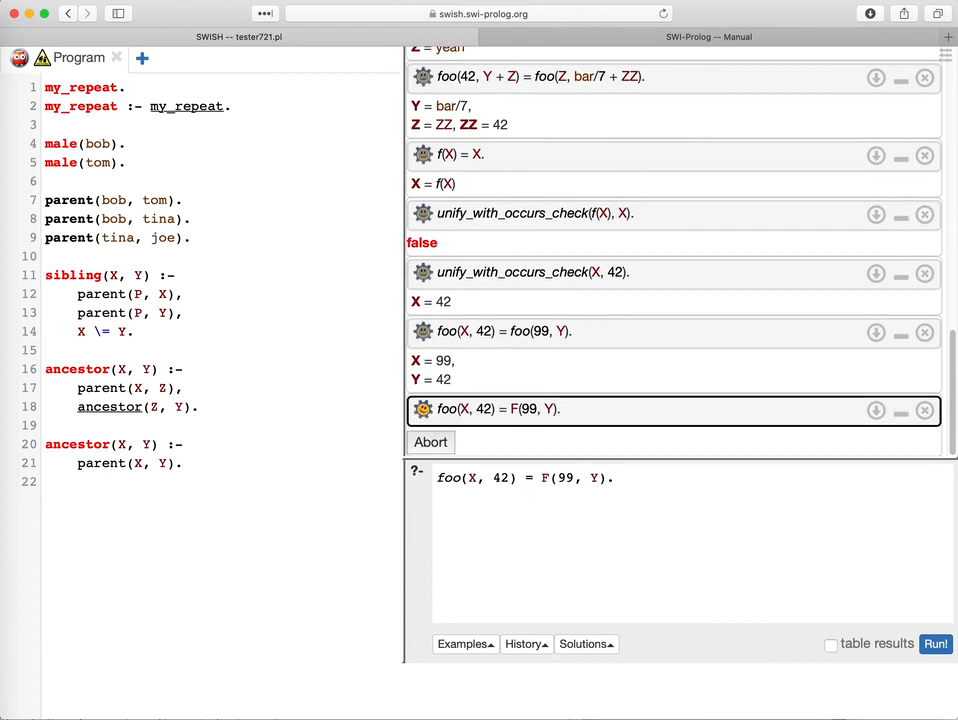 swish.swi-prolog.org
SWISH -- tester721.pl
SWI-Prolog -- Manual
Program
1 my_repeat.
2 my_repeat :- my_repeat.
3
4 male(bob).
5 male(tom).
6
7 parent(bob, tom).
8 parent(bob, tina).
9 parent(tina, joe).
10
11 sibling(X, Y) :-
12 parent(P, X),
13 parent(P, Y),
14 X \= Y.
15
16 ancestor(X, Y) :-
17 parent(X, Z),
18 ancestor(Z, Y).
19
20 ancestor(X, Y) :-
21 parent(X, Y).
22
Z = yeah
foo(42, Y + Z) = foo(Z, bar/7 + ZZ).
Y = bar/7,
Z = ZZ, ZZ = 42
f(X) = X.
X = f(X)
unify_with_occurs_check(f(X), X).
false
unify_with_occurs_check(X, 42).
X = 42
foo(X, 42) = foo(99, Y).
X = 99,
Y = 42
foo(X, 42) = F(99, Y).
Abort
?- foo(X, 42) = F(99, Y).
Examples History Solutions table results Run!